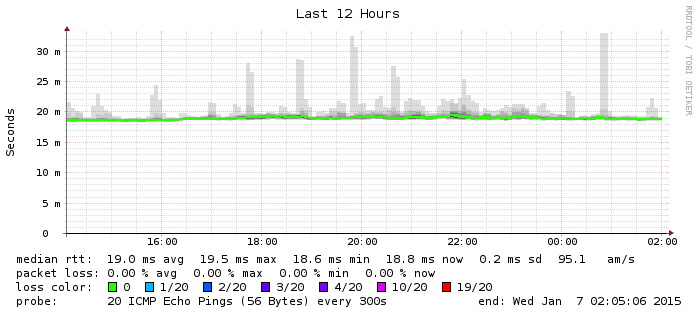 Last 12 Hours
RRDTOOL / TOBI OETIKER
Seconds
30 m
25 m
20 m
15 m
10 m
5 m
0
16:00 18:00 20:00 22:00 00:00 02:00
median rtt: 19.0 ms avg 19.5 ms max 18.6 ms min 18.8 ms now 0.2 ms sd 95.1 am/s
packet loss: 0.00 % avg 0.00 % max 0.00 % min 0.00 % now
loss color: 0 1/20 2/20 3/20 4/20 10/20 19/20
probe: 20 ICMP Echo Pings (56 Bytes) every 300s end: Wed Jan 7 02:05:06 2015